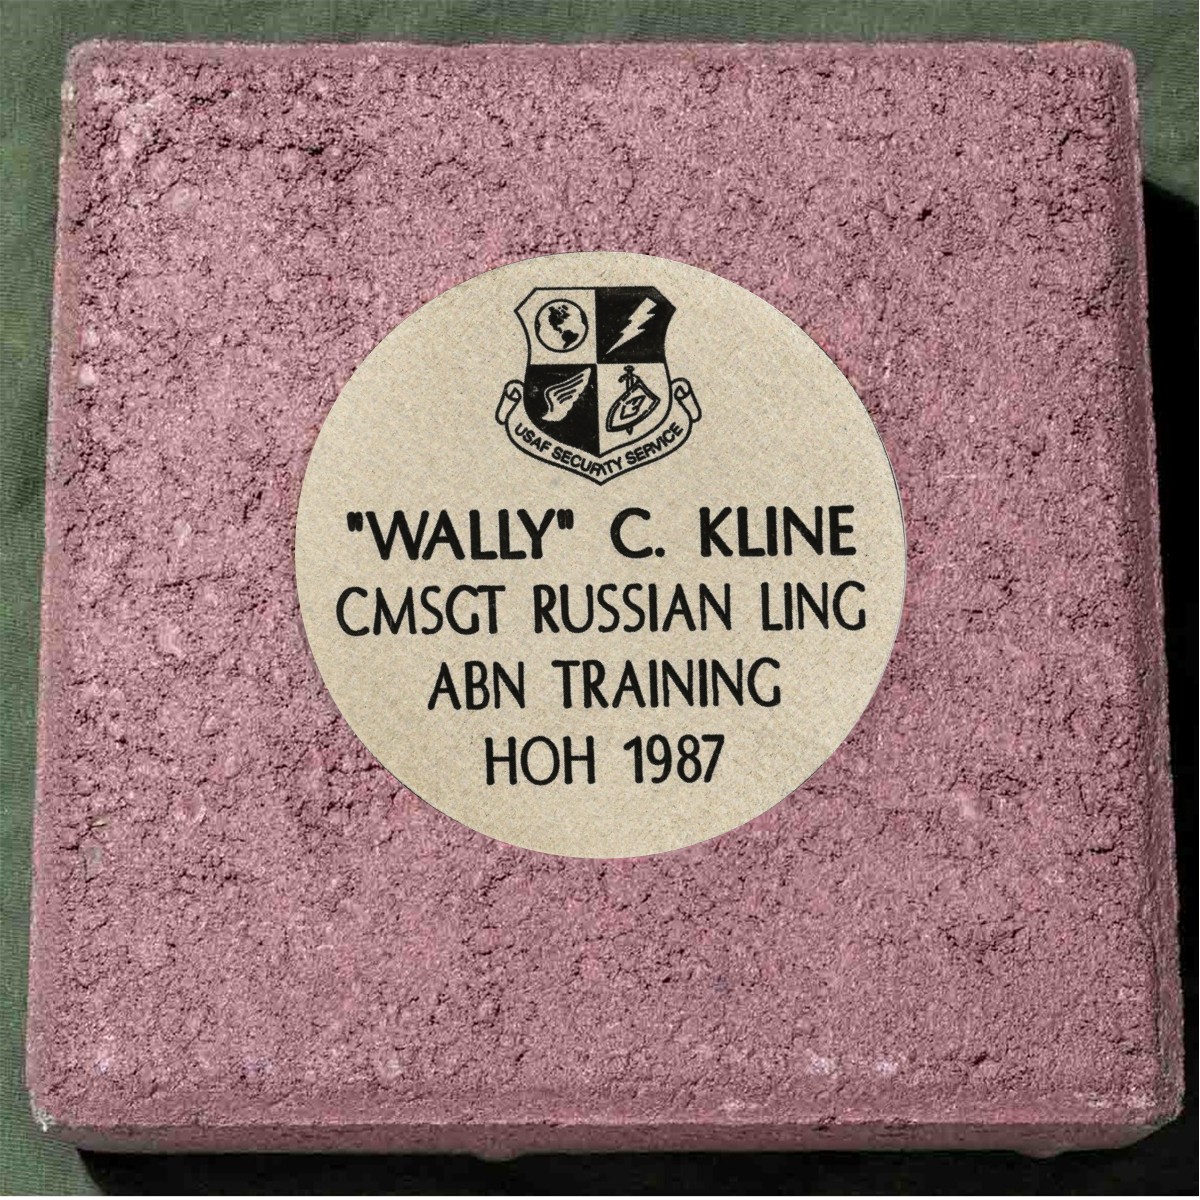 USAF SECURITY SERVICE
"WALLY" C. KLINE
CMSGT RUSSIAN LING
ABN TRAINING
HOH 1987